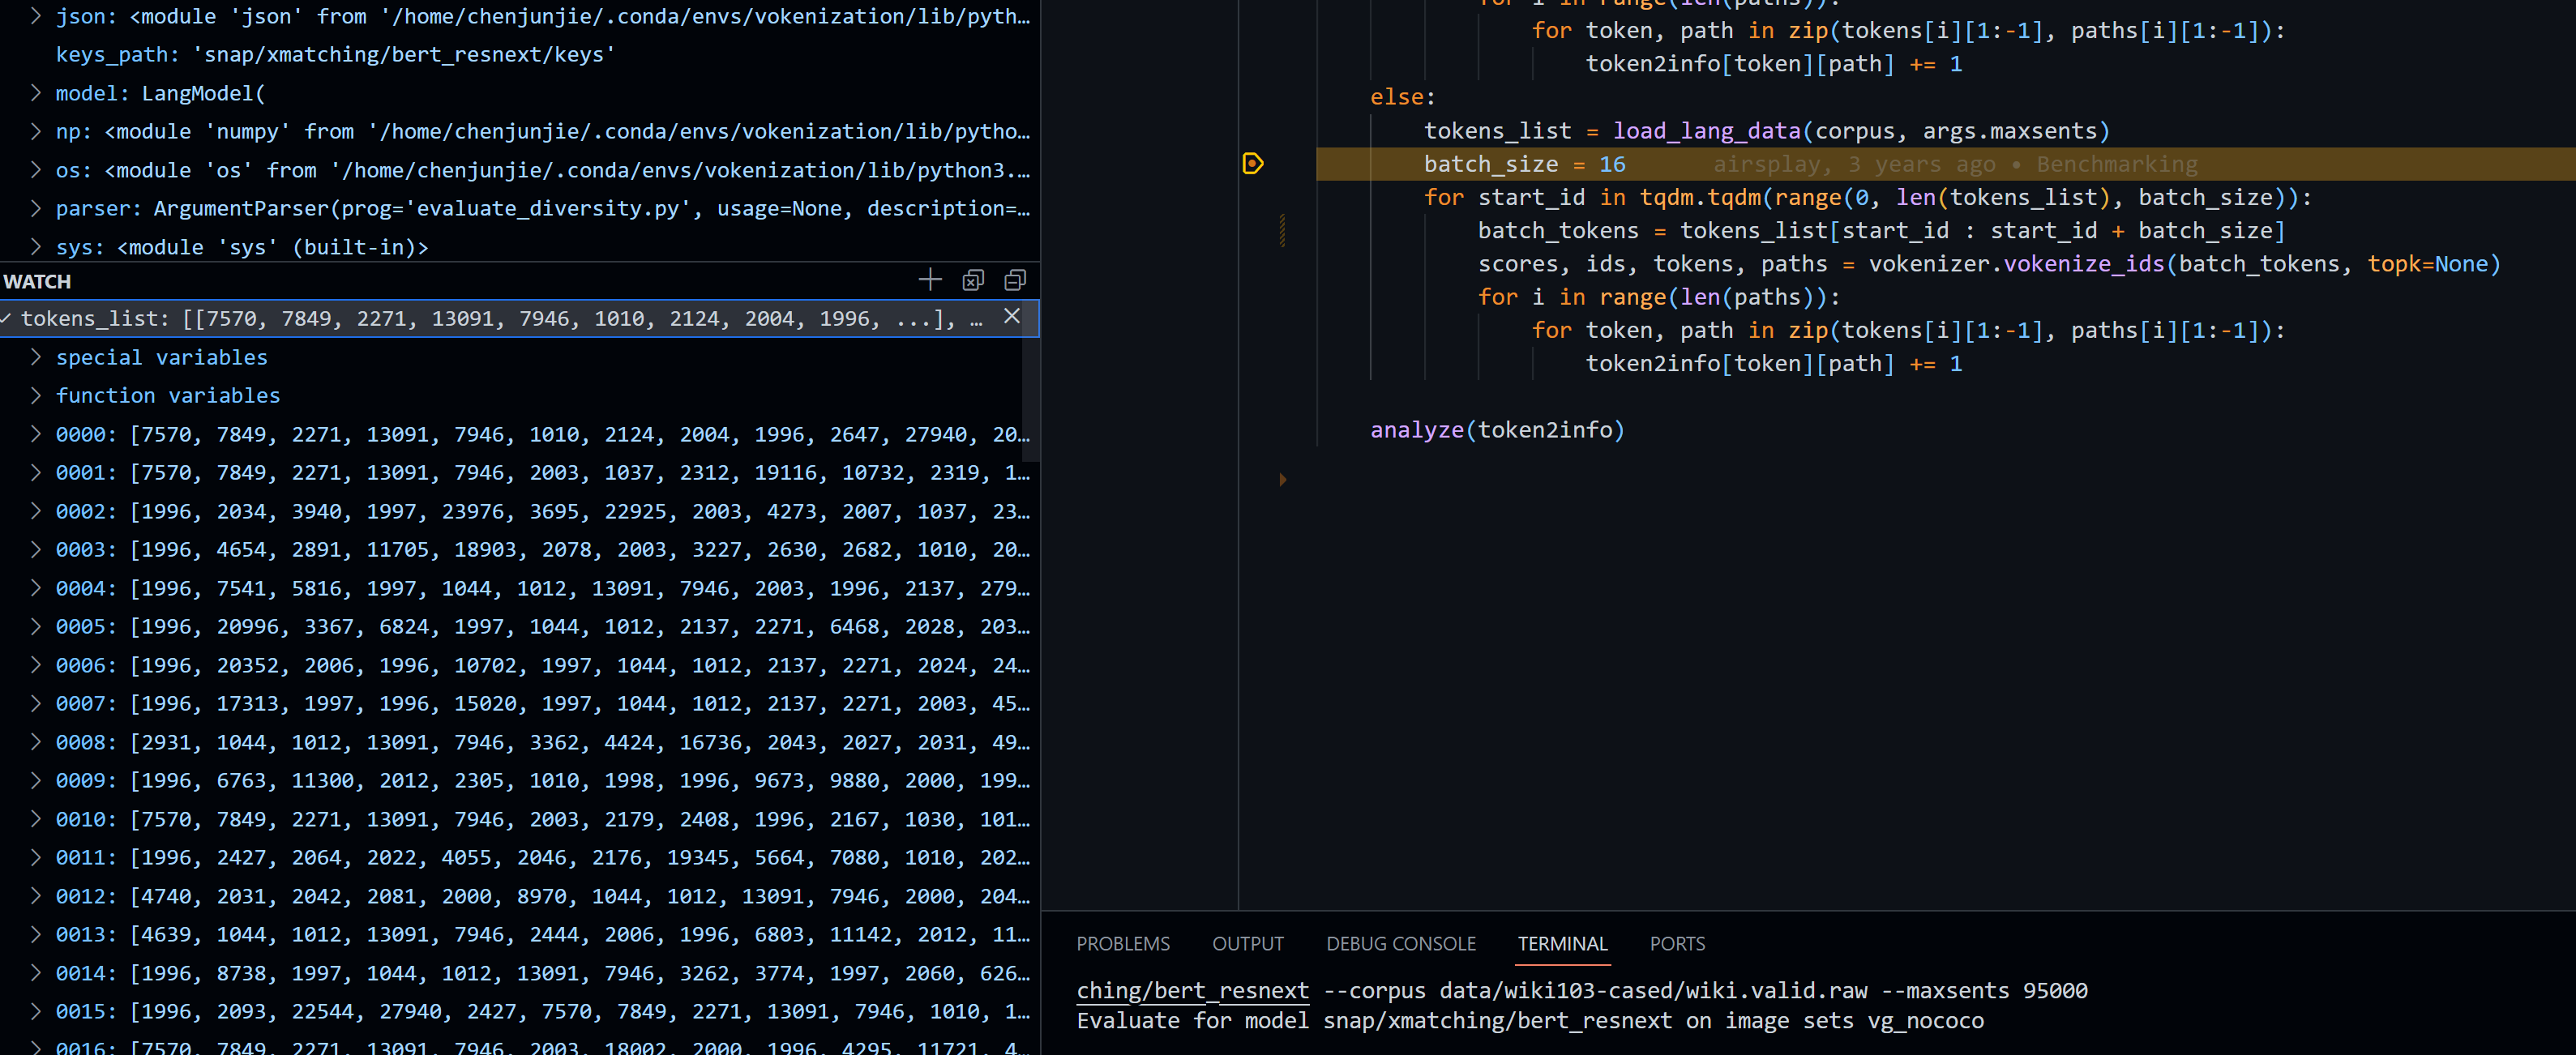 json: <module 'json' from '/home/chenjunjie/.conda/envs/vokenization/lib/pyth…
keys_path: 'snap/xmatching/bert_resnext/keys'
model: LangModel(
np: <module 'numpy' from '/home/chenjunjie/.conda/envs/vokenization/lib/pytho…
os: <module 'os' from '/home/chenjunjie/.conda/envs/vokenization/lib/python3.…
parser: ArgumentParser(prog='evaluate_diversity.py', usage=None, description=…
sys: <module 'sys' (built-in)>
WATCH
tokens_list: [[7570, 7849, 2271, 13091, 7946, 1010, 2124, 2004, 1996, ...], …
special variables
function variables
0000: [7570, 7849, 2271, 13091, 7946, 1010, 2124, 2004, 1996, 2647, 27940, 20…
0001: [7570, 7849, 2271, 13091, 7946, 2003, 1037, 2312, 19116, 10732, 2319, 1…
0002: [1996, 2034, 3940, 1997, 23976, 3695, 22925, 2003, 4273, 2007, 1037, 23…
0003: [1996, 4654, 2891, 11705, 18903, 2078, 2003, 3227, 2630, 2682, 1010, 20…
0004: [1996, 7541, 5816, 1997, 1044, 1012, 13091, 7946, 2003, 1996, 2137, 279…
0005: [1996, 20996, 3367, 6824, 1997, 1044, 1012, 2137, 2271, 6468, 2028, 203…
0006: [1996, 20352, 2006, 1996, 10702, 1997, 1044, 1012, 2137, 2271, 2024, 24…
0007: [1996, 17313, 1997, 1996, 15020, 1997, 1044, 1012, 2137, 2271, 2003, 45…
0008: [2931, 1044, 1012, 13091, 7946, 3362, 4424, 16736, 2043, 2027, 2031, 49…
0009: [1996, 6763, 11300, 2012, 2305, 1010, 1998, 1996, 9673, 9880, 2000, 199…
0010: [7570, 7849, 2271, 13091, 7946, 2003, 2179, 2408, 1996, 2167, 1030, 101…
0011: [1996, 2427, 2064, 2022, 4055, 2046, 2176, 19345, 5664, 7080, 1010, 202…
0012: [4740, 2031, 2042, 2081, 2000, 8970, 1044, 1012, 13091, 7946, 2000, 204…
0013: [4639, 1044, 1012, 13091, 7946, 2444, 2006, 1996, 6803, 11142, 2012, 11…
0014: [1996, 8738, 1997, 1044, 1012, 13091, 7946, 3262, 3774, 1997, 2060, 626…
0015: [1996, 2093, 22544, 27940, 2427, 7570, 7849, 2271, 13091, 7946, 1010, 1…
0016: [7570, 7849, 2271, 13091, 7946, 2003, 18002, 2000, 1996, 4295, 11721, 4…
for i in range(len(paths)):
for token, path in zip(tokens[i][1:-1], paths[i][1:-1]):
token2info[token][path] += 1
else:
tokens_list = load_lang_data(corpus, args.maxsents)
batch_size = 16 airsplay, 3 years ago • Benchmarking
for start_id in tqdm.tqdm(range(0, len(tokens_list), batch_size)):
batch_tokens = tokens_list[start_id : start_id + batch_size]
scores, ids, tokens, paths = vokenizer.vokenize_ids(batch_tokens, topk=None)
for i in range(len(paths)):
for token, path in zip(tokens[i][1:-1], paths[i][1:-1]):
token2info[token][path] += 1
analyze(token2info)
PROBLEMS OUTPUT DEBUG CONSOLE TERMINAL PORTS
ching/bert_resnext --corpus data/wiki103-cased/wiki.valid.raw --maxsents 95000
Evaluate for model snap/xmatching/bert_resnext on image sets vg_nococo